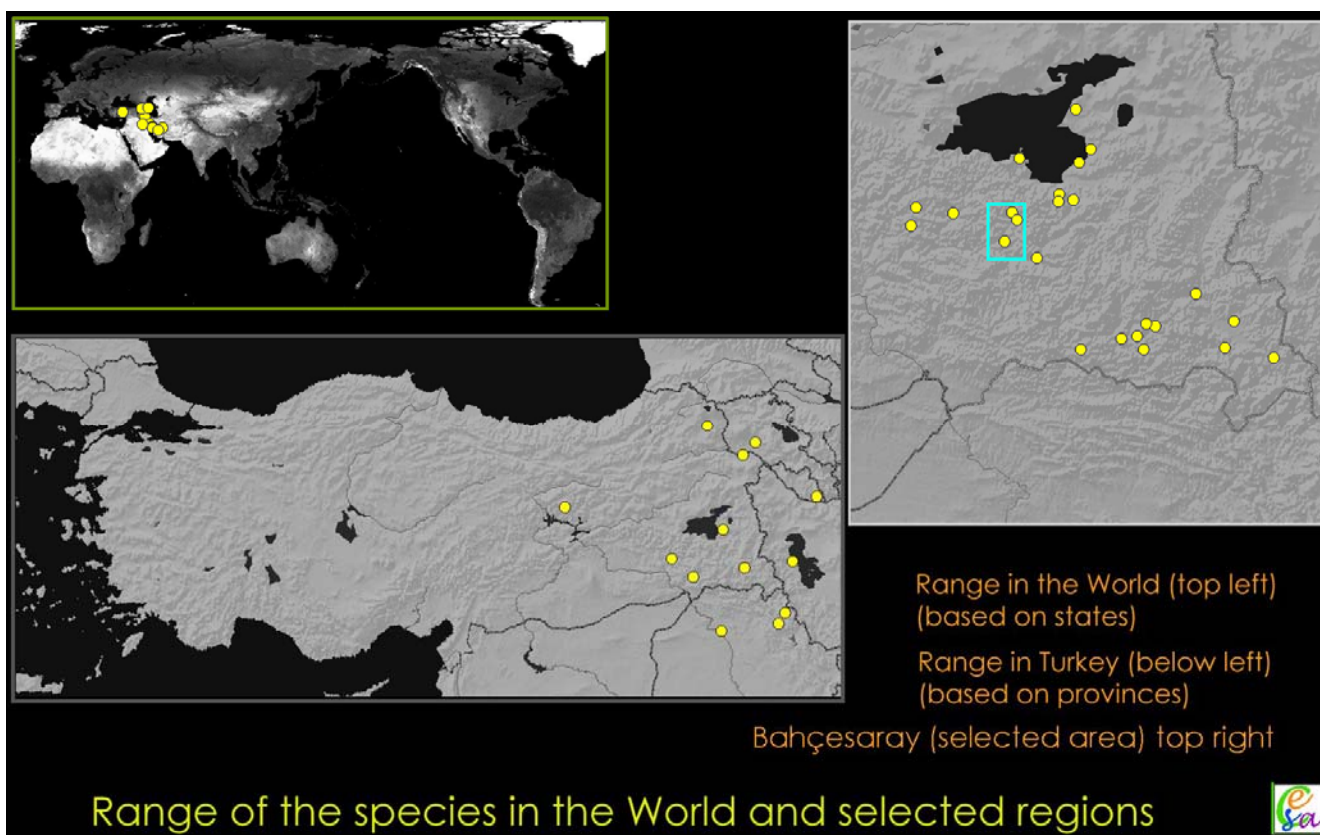 Range in the World (top left)
(based on states)
Range in Turkey (below left)
(based on provinces)
Bahçesaray (selected area) top right
Range of the species in the World and selected regions
esa